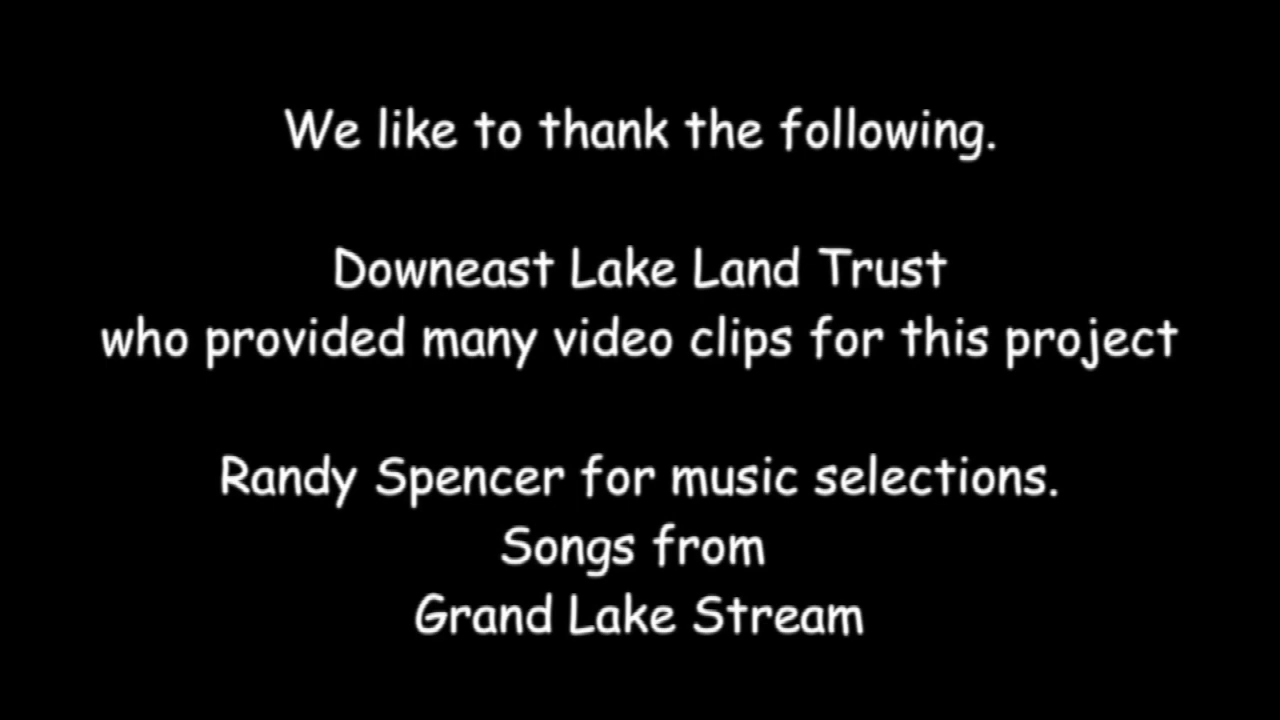 We like to thank the following.
Downeast Lake Land Trust
who provided many video clips for this project
Randy Spencer for music selections.
Songs from
Grand Lake Stream